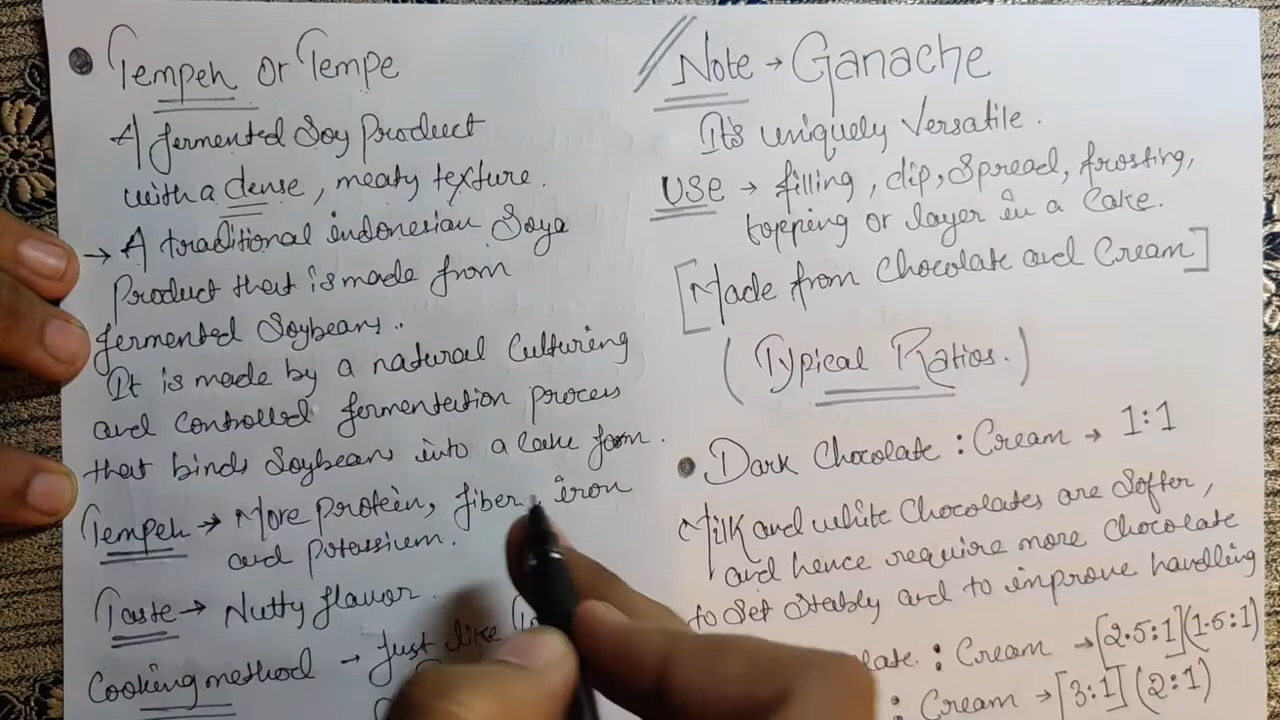 Tempeh or Tempe
A fermented Soy Product
with a dense, meaty texture.
→ A traditional indonesian Soya
Product that is made from
fermented Soybeans..
It is made by a natural Culturing
and Controlled fermentation process
that binds Soybeans into a Cake form.
Tempeh → More protein, fiber, iron
and potassium.
Taste → Nutty flavor.
Cooking method → Just like
Note → Ganache
It's uniquely Versatile.
USE → filling, dip, Spread, frosting,
topping or layer in a Cake.
[Made from Chocolate and Cream]
(Typical Ratios.)
Dark Chocolate : Cream → 1:1
Milk and white Chocolates are Softer,
and hence require more chocolate
to Set Stably and to improve handling
: Cream → [2.5:1] (1.5:1)
: Cream → [3:1] (2:1)